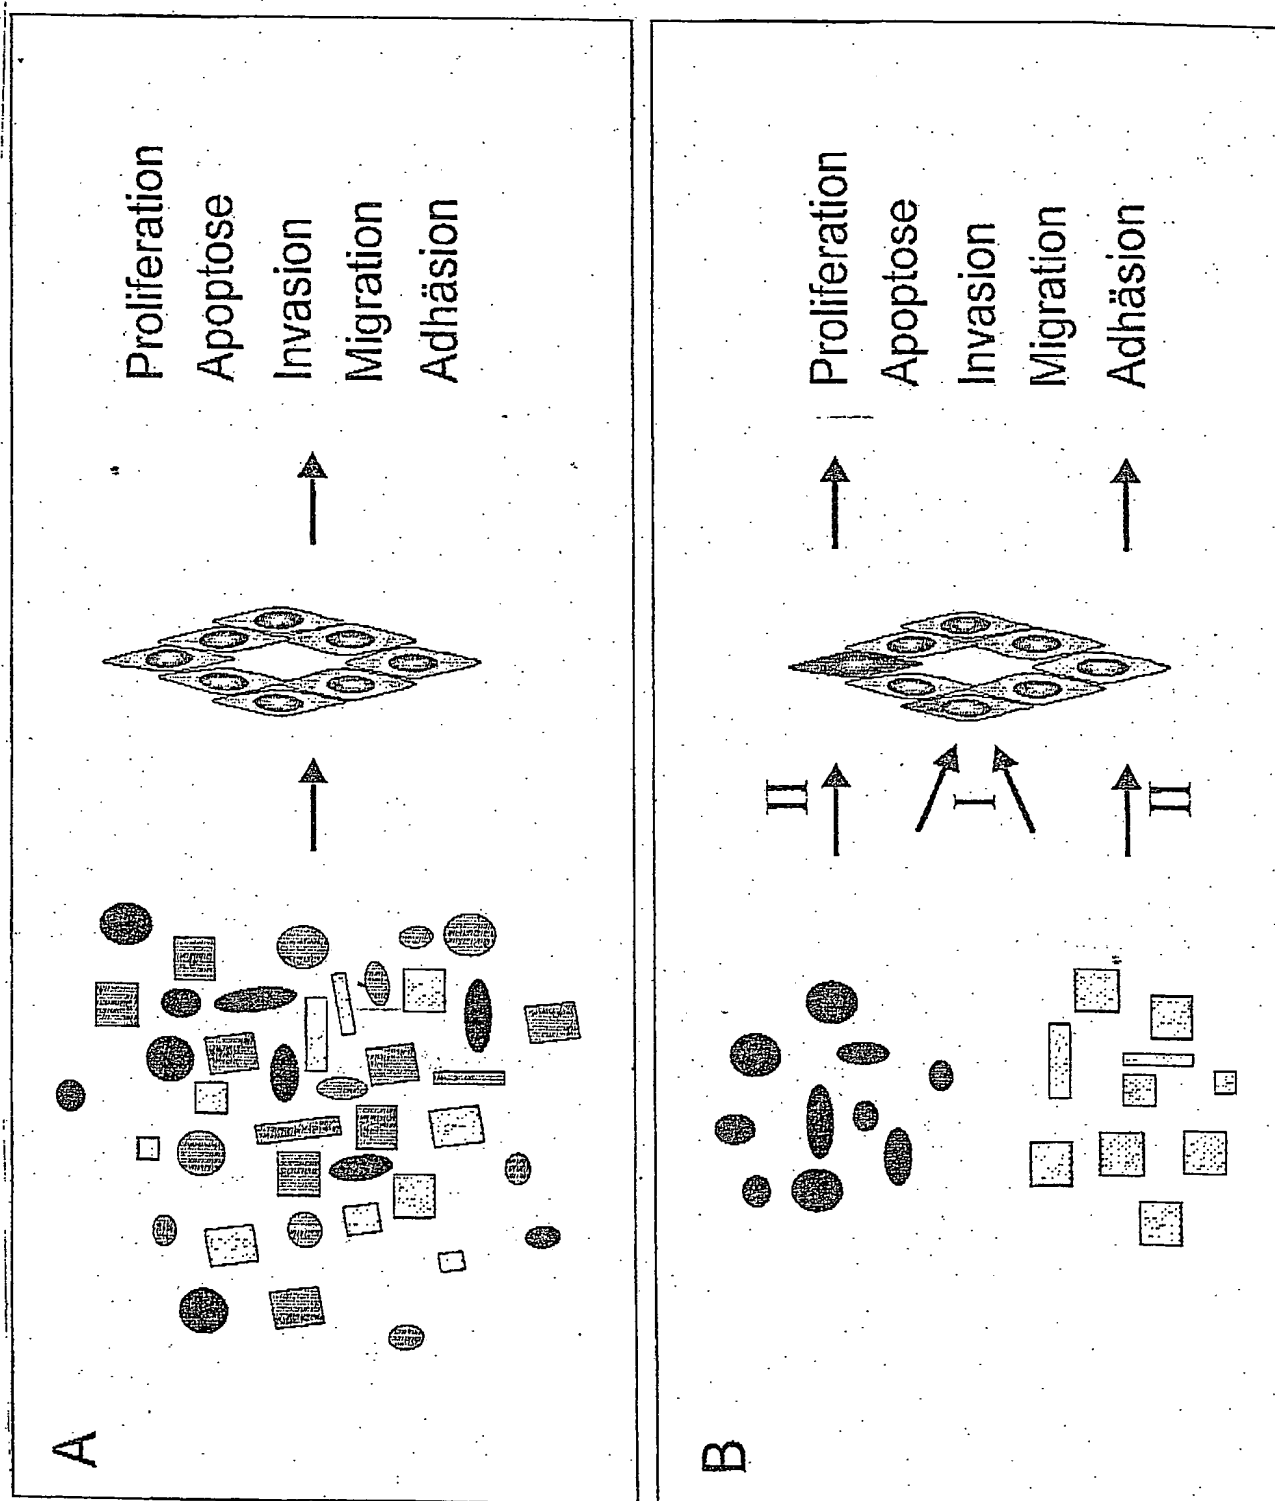 A
Proliferation
Apoptose
Invasion
Migration
Adhäsion
B
II
I
II
Proliferation
Apoptose
Invasion
Migration
Adhäsion